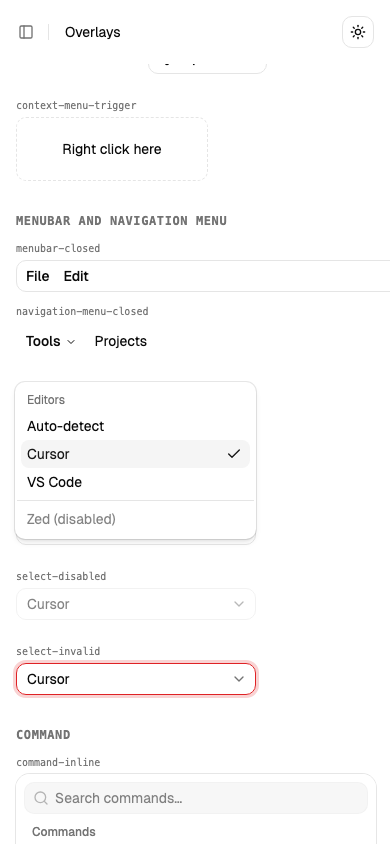 Overlays
context-menu-trigger
Right click here
MENUBAR AND NAVIGATION MENU
menubar-closed
File Edit
navigation-menu-closed
Tools Projects
Editors
Auto-detect
Cursor
VS Code
Zed (disabled)
select-disabled
Cursor
select-invalid
Cursor
COMMAND
command-inline
Search commands...
Commands